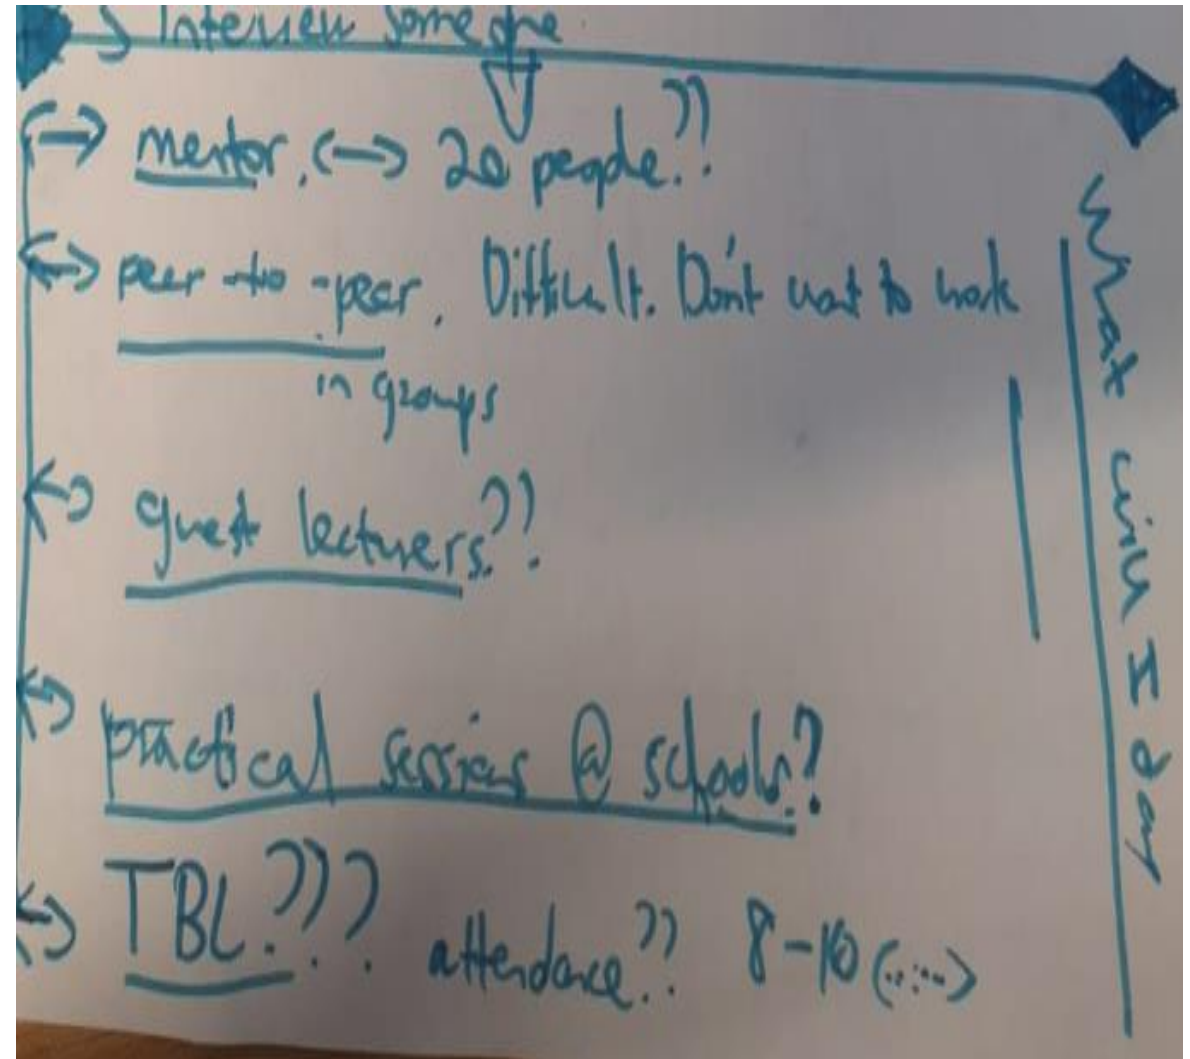 Interview someone
mentor. <--> 20 people??
<-> peer-to-peer. Difficult. Don't want to work
in groups
guest lecturers??
practical sessions @ schools?
TBL.??? attendance?? 8-10
What will I day